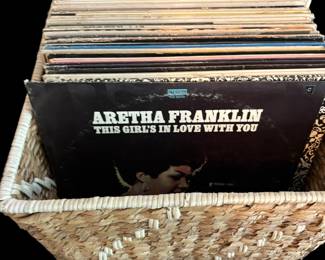 ARETHA FRANKLIN
THIS GIRL'S IN LOVE WITH YOU